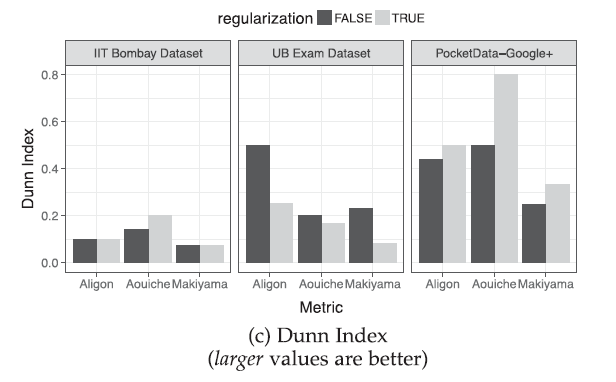 regularization FALSE TRUE
IIT Bombay Dataset UB Exam Dataset PocketData-Google+
Dunn Index
0.8
0.6
0.4
0.2
0.0
Aligon Aouiche Makiyama Aligon Aouiche Makiyama Aligon Aouiche Makiyama
Metric
(c) Dunn Index
(larger values are better)